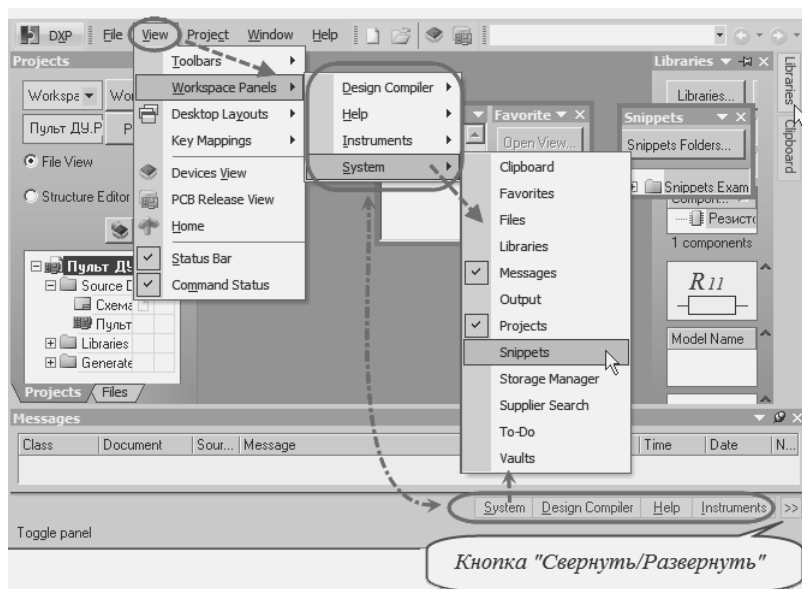 DXP File View Project Window Help
Projects
Пульт ДУ.P
File View
Structure Editor
Пульт ДУ
Схема
Пульт
Libraries
Projects Files
Toolbars
Workspace Panels
Desktop Layouts
Key Mappings
Devices View
PCB Release View
Home
Status Bar
Command Status
Design Compiler
Help
Instruments
System
Favorite
Open View...
Clipboard
Favorites
Files
Libraries
Messages
Output
Projects
Snippets
Storage Manager
Supplier Search
To-Do
Vaults
Snippets
Snippets Folders...
Snippets Exam
Libraries
Libraries...
1 components
R11
Model Name
Libraries
Clipboard
Messages
Class Document Sour... Message Time Date N...
System Design Compiler Help Instruments >>
Toggle panel
Кнопка "Свернуть/Развернуть"